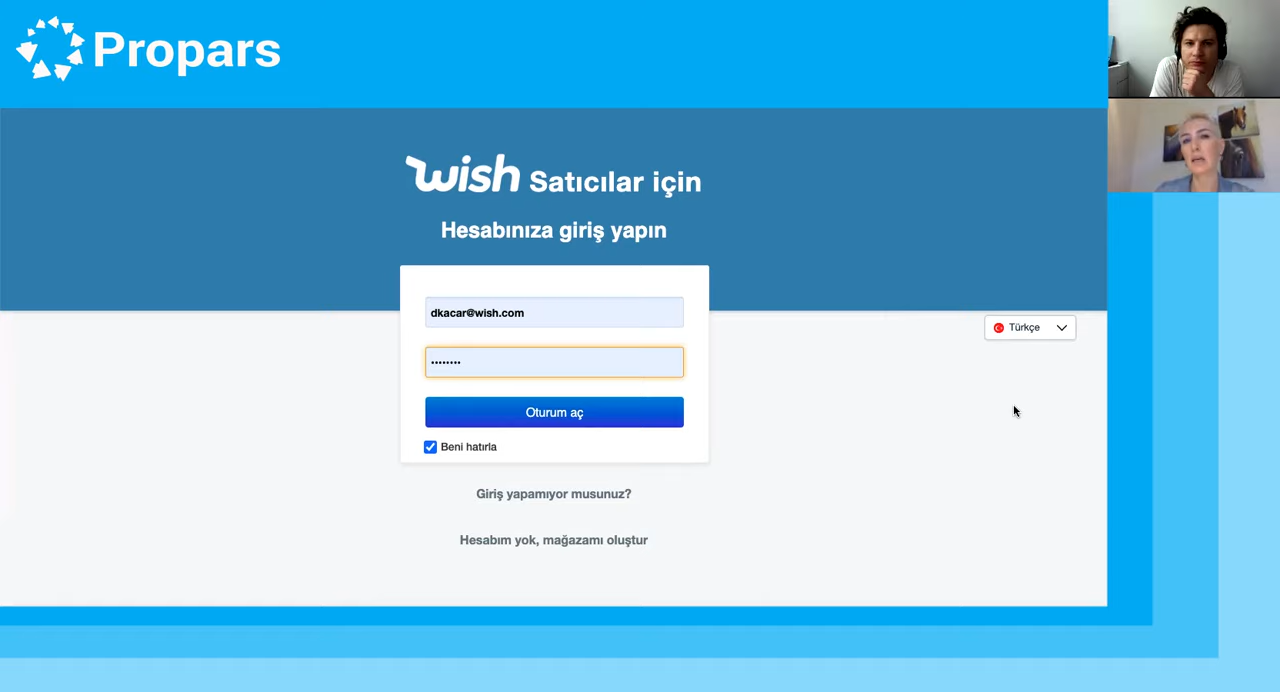 Propars
wish Satıcılar için
Hesabınıza giriş yapın
dkacar@wish.com
••••••••
Türkçe
Oturum aç
Beni hatırla
Giriş yapamıyor musunuz?
Hesabım yok, mağazamı oluştur